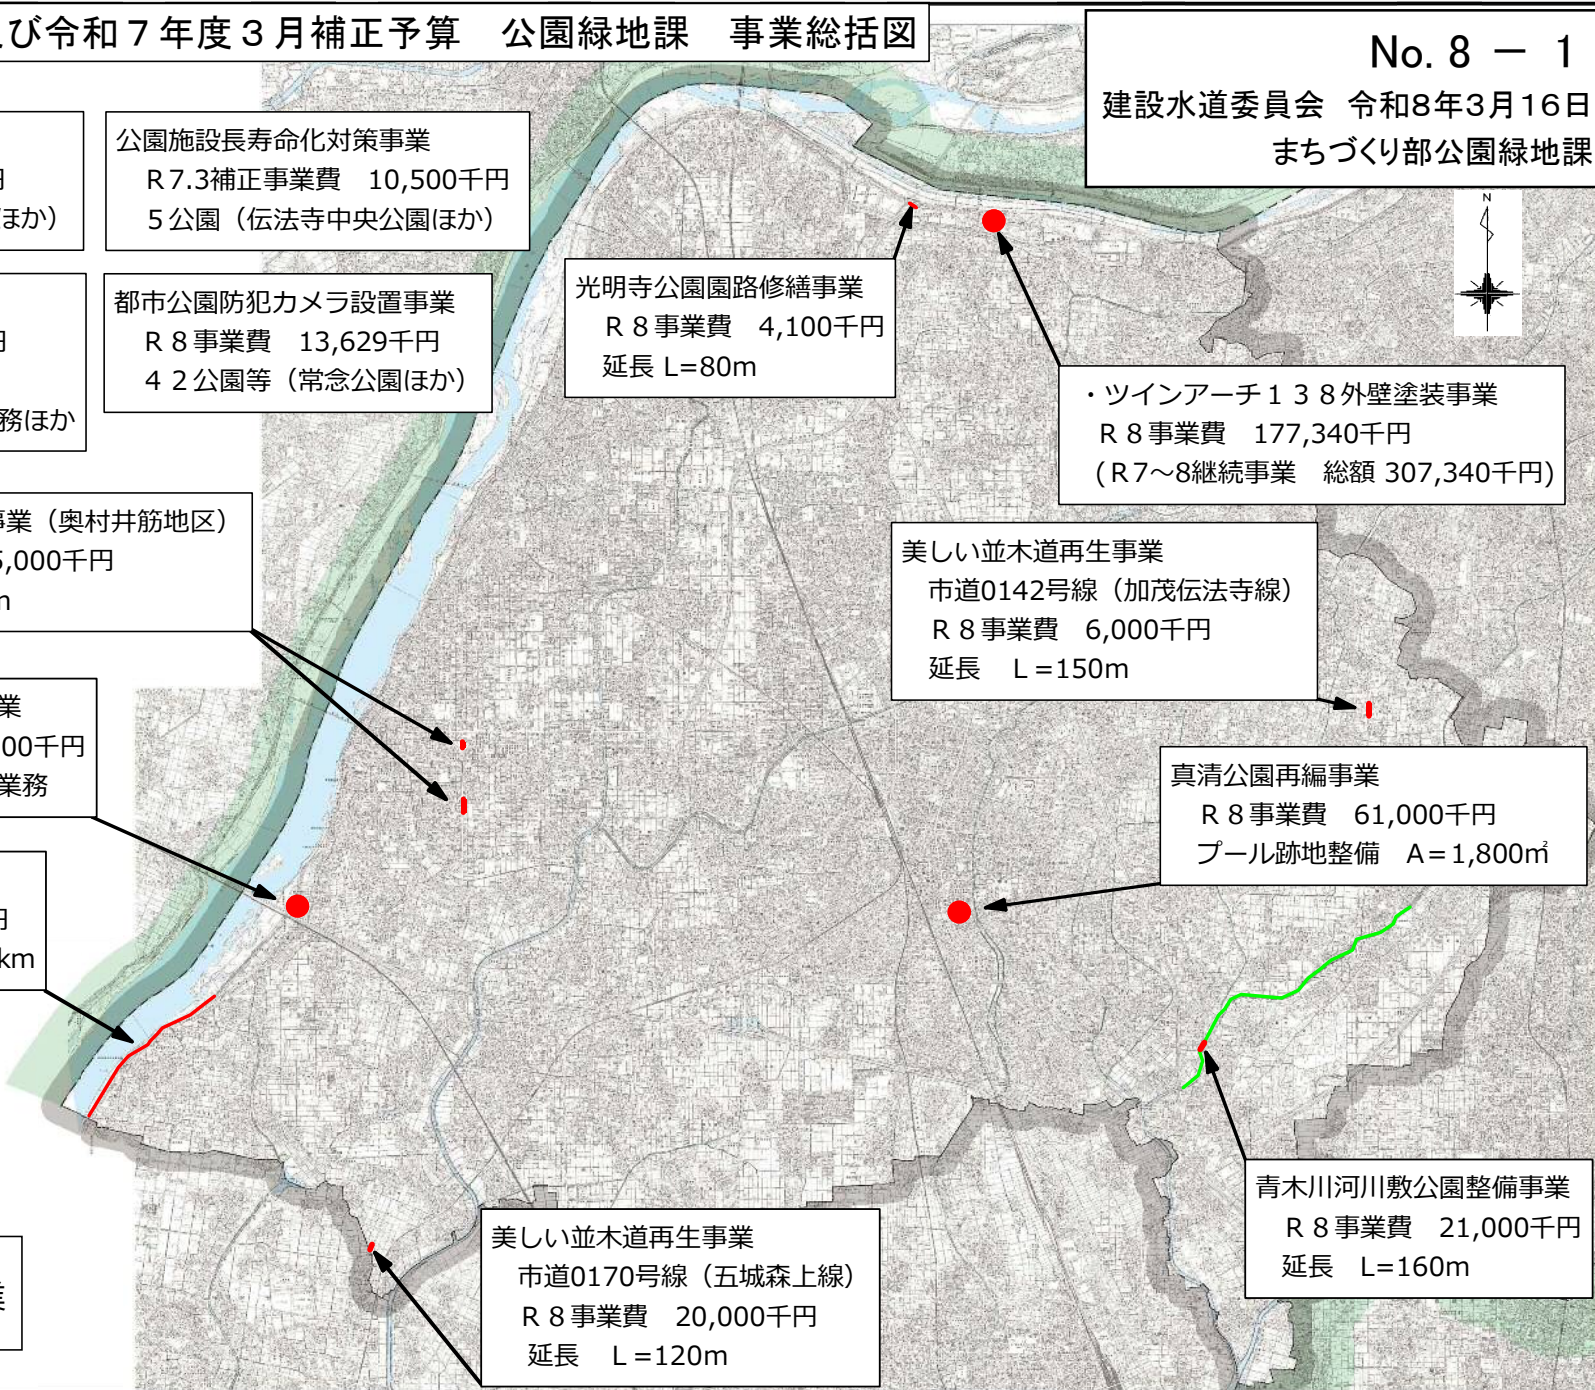 び令和７年度３月補正予算　公園緑地課　事業総括図
No. 8 － 1
建設水道委員会 令和8年3月16日
まちづくり部公園緑地課
円
ほか）
公園施設長寿命化対策事業
Ｒ7.3補正事業費　10,500千円
５公園（伝法寺中央公園ほか）
円
務ほか
都市公園防犯カメラ設置事業
Ｒ８事業費　13,629千円
４２公園等（常念公園ほか）
光明寺公園園路修繕事業
Ｒ８事業費　4,100千円
延長 L=80m
N
・ツインアーチ１３８外壁塗装事業
Ｒ８事業費　177,340千円
(Ｒ7～8継続事業　総額 307,340千円)
事業（奥村井筋地区）
5,000千円
m
美しい並木道再生事業
市道0142号線（加茂伝法寺線）
Ｒ８事業費　6,000千円
延長　Ｌ=150m
業
00千円
業務
真清公園再編事業
Ｒ８事業費　61,000千円
プール跡地整備　A＝1,800㎡
円
km
青木川河川敷公園整備事業
Ｒ８事業費　21,000千円
延長　L=160m
美しい並木道再生事業
市道0170号線（五城森上線）
Ｒ８事業費　20,000千円
延長　Ｌ=120m
業